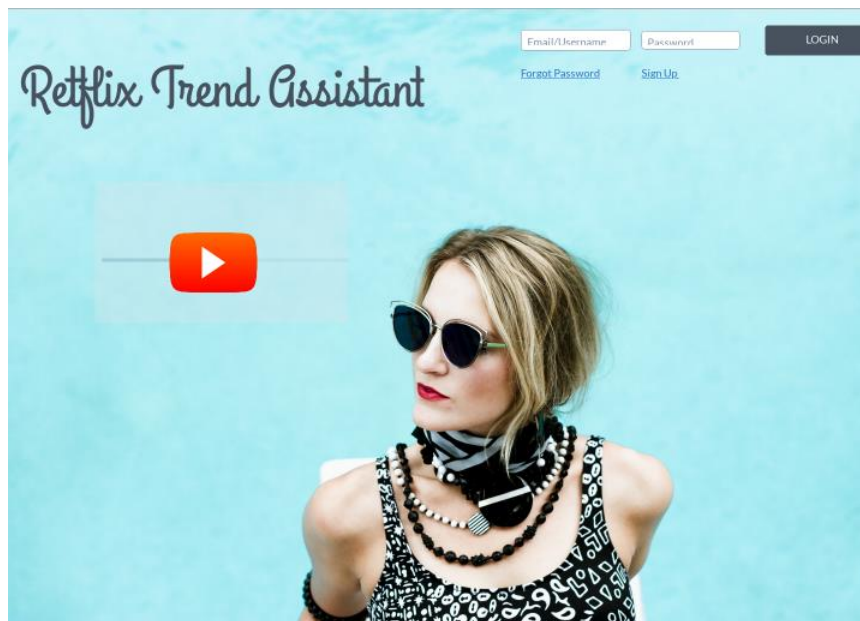 Email/Username
Password
LOGIN
Retflix Trend Assistant
Forgot Password
Sign Up